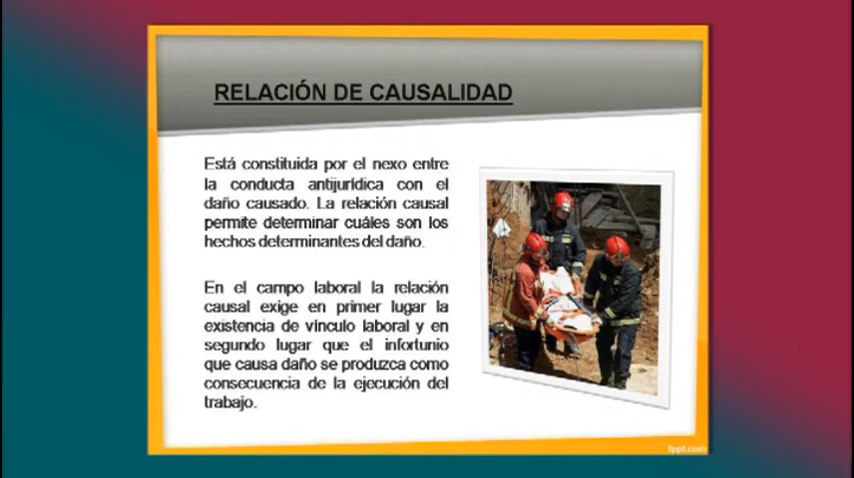 RELACIÓN DE CAUSALIDAD
Está constituida por el nexo entre
la conducta antijurídica con el
daño causado. La relación causal
permite determinar cuáles son los
hechos determinantes del daño.
En el campo laboral la relación
causal exige en primer lugar la
existencia de vínculo laboral y en
segundo lugar que el infortunio
que causa daño se produzca como
consecuencia de la ejecución del
trabajo.
fppt.com